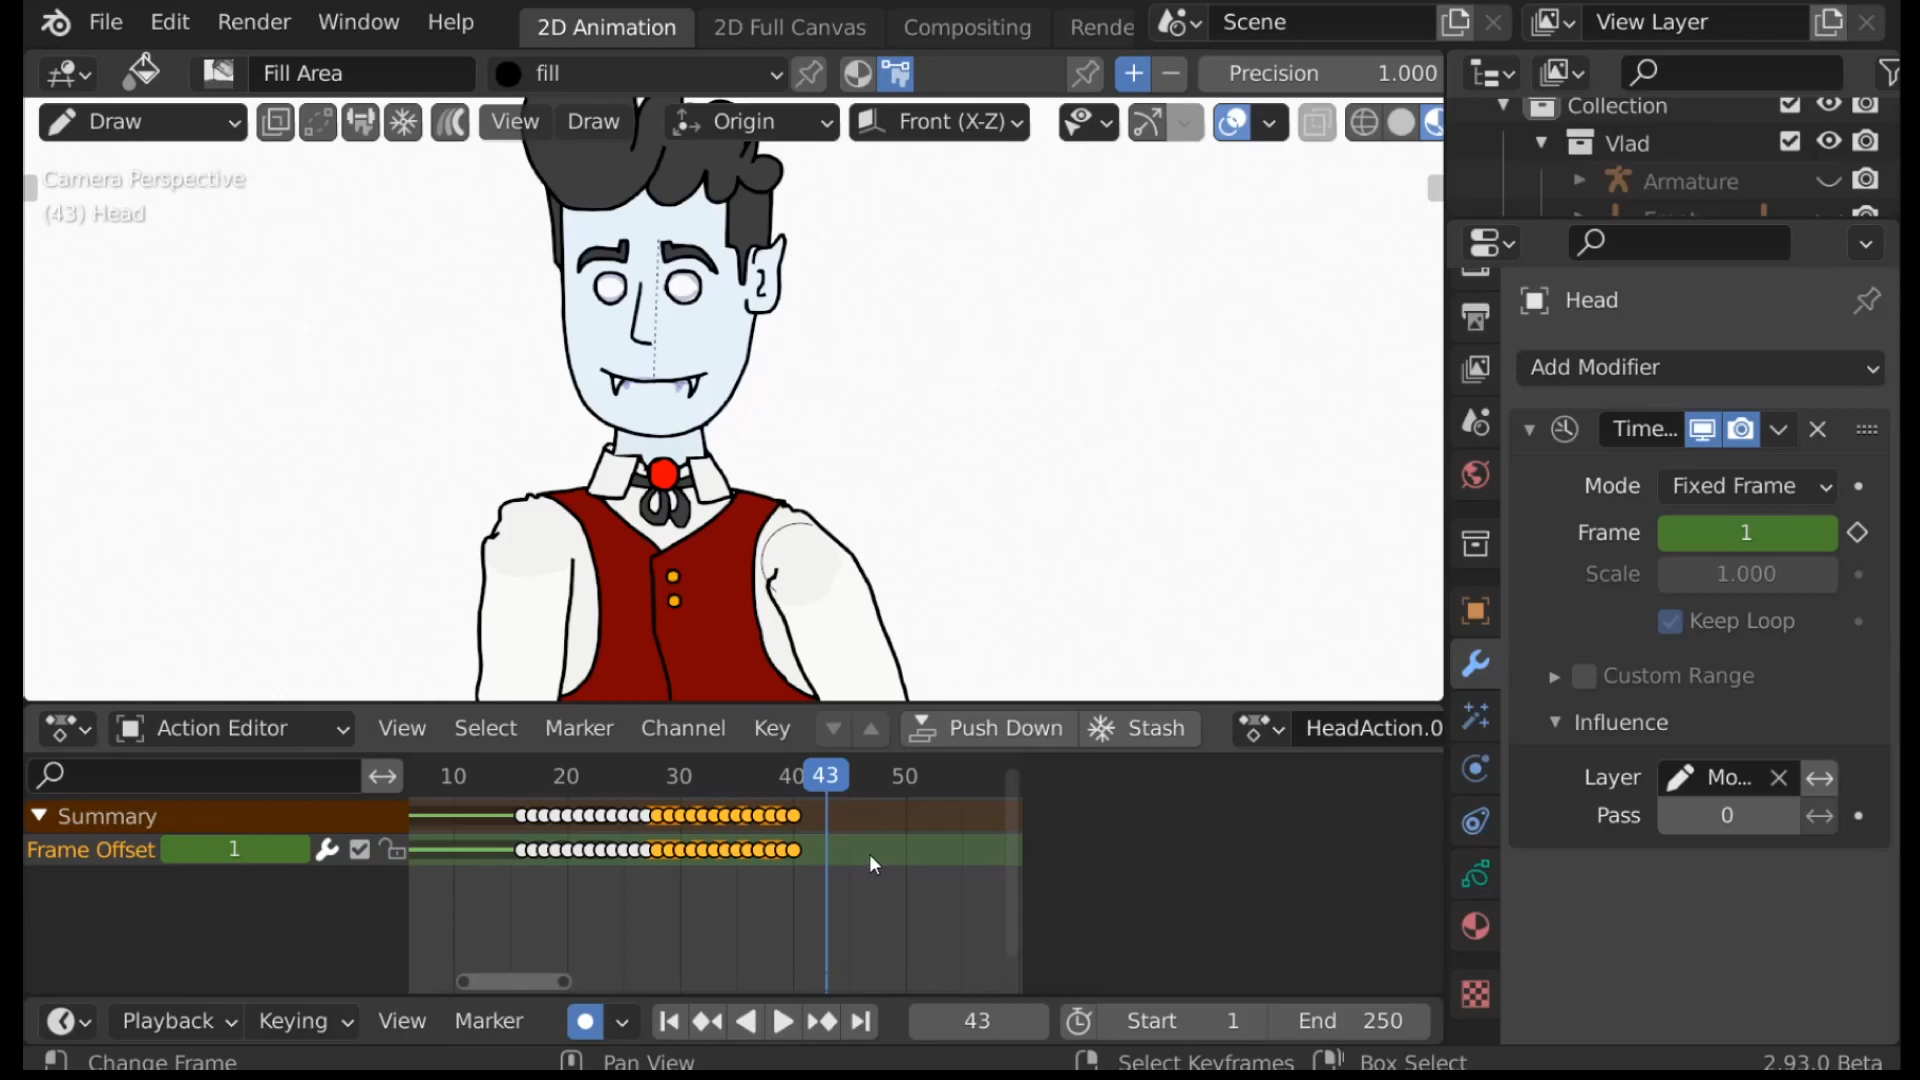 File Edit Render Window Help 2D Animation 2D Full Canvas Compositing Rende Scene View Layer
Fill Area fill Precision 1.000
Draw View Draw Origin Front (X-Z)
Collection
Vlad
Armature
Camera Perspective
(43) Head
Head
Add Modifier
Time...
Mode Fixed Frame
Frame 1
Scale 1.000
Keep Loop
Custom Range
Influence
Layer Mo...
Pass 0
Action Editor View Select Marker Channel Key Push Down Stash HeadAction.0
10 20 30 40 43 50
Summary
Frame Offset 1
Playback Keying View Marker 43 Start 1 End 250
Change Frame Pan View Select Keyframes Box Select 2.93.0 Beta